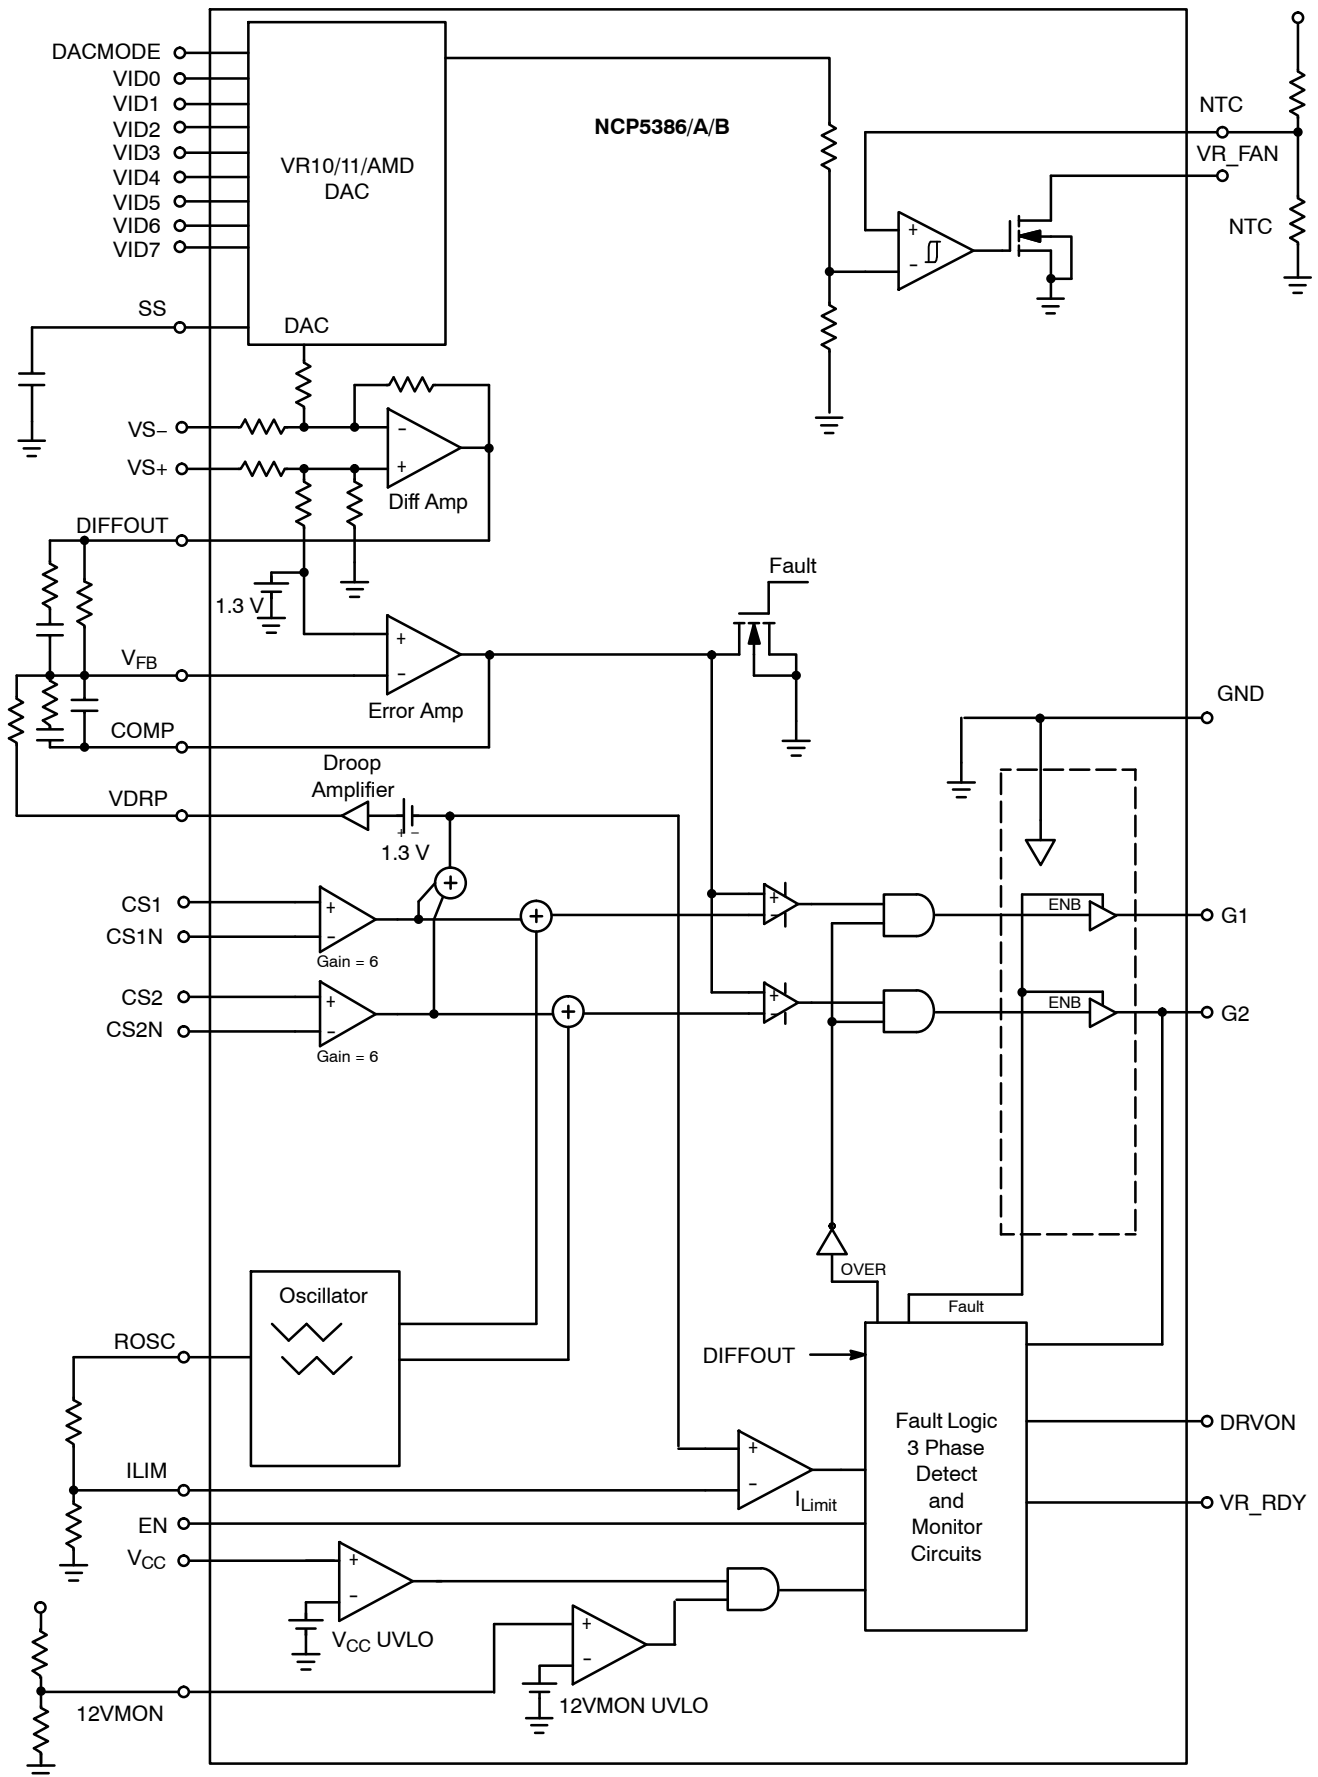 DACMODE
VID0
VID1
VID2
VID3
VID4
VID5
VID6
VID7
VR10/11/AMD
DAC
NCP5386/A/B
NTC
VR_FAN
NTC
+
−
SS
DAC
VS−
VS+
−
+
Diff Amp
DIFFOUT
1.3 V
Fault
VFB
+
−
Error Amp
COMP
GND
Droop
Amplifier
VDRP
+ −
1.3 V
+
CS1
CS1N
+
−
Gain = 6
+
+
−
ENB
G1
CS2
CS2N
+
−
Gain = 6
+
+
−
ENB
G2
OVER
Fault
Oscillator
ROSC
DIFFOUT
Fault Logic
3 Phase
Detect
and
Monitor
Circuits
DRVON
VR_RDY
ILIM
+
−
ILimit
EN
VCC
+
−
VCC UVLO
+
−
12VMON UVLO
12VMON